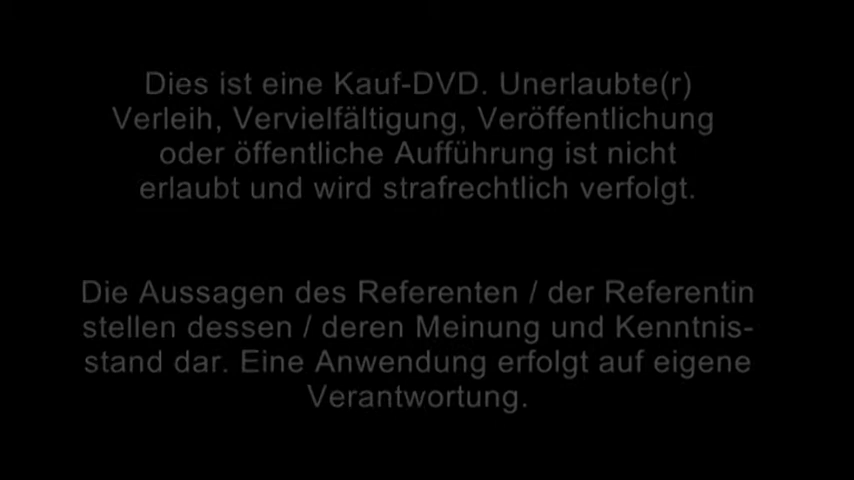 Dies ist eine Kauf-DVD. Unerlaubte(r)
Verleih, Vervielfältigung, Veröffentlichung
oder öffentliche Aufführung ist nicht
erlaubt und wird strafrechtlich verfolgt.
Die Aussagen des Referenten / der Referentin
stellen dessen / deren Meinung und Kenntnis-
stand dar. Eine Anwendung erfolgt auf eigene
Verantwortung.